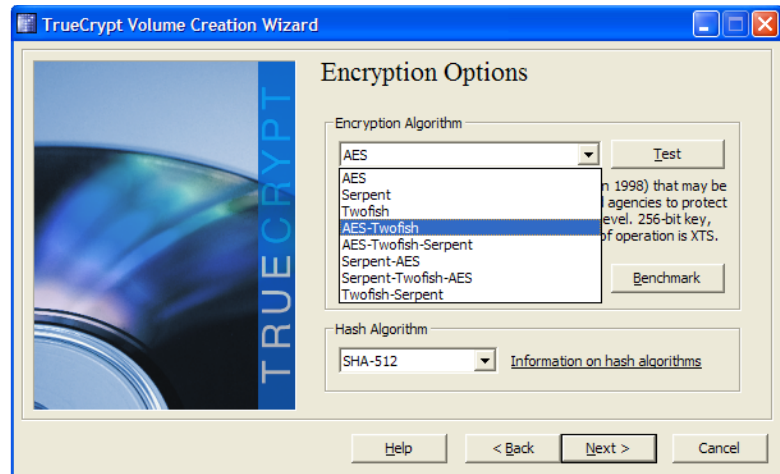 TrueCrypt Volume Creation Wizard
TRUECRYPT
Encryption Options
Encryption Algorithm
AES
Test
AES
Serpent
Twofish
AES-Twofish
AES-Twofish-Serpent
Serpent-AES
Serpent-Twofish-AES
Twofish-Serpent
n 1998) that may be
l agencies to protect
evel. 256-bit key,
of operation is XTS.
Benchmark
Hash Algorithm
SHA-512
Information on hash algorithms
Help
< Back
Next >
Cancel